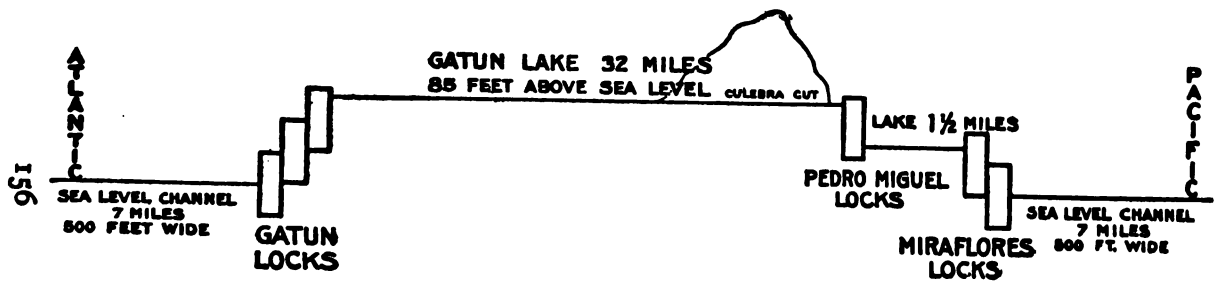 ATLANTIC
GATUN LAKE 32 MILES
85 FEET ABOVE SEA LEVEL CULEBRA CUT
PACIFIC
LAKE 1½ MILES
156
SEA LEVEL CHANNEL
7 MILES
500 FEET WIDE
GATUN
LOCKS
PEDRO MIGUEL
LOCKS
MIRAFLORES
LOCKS
SEA LEVEL CHANNEL
7 MILES
500 FT. WIDE